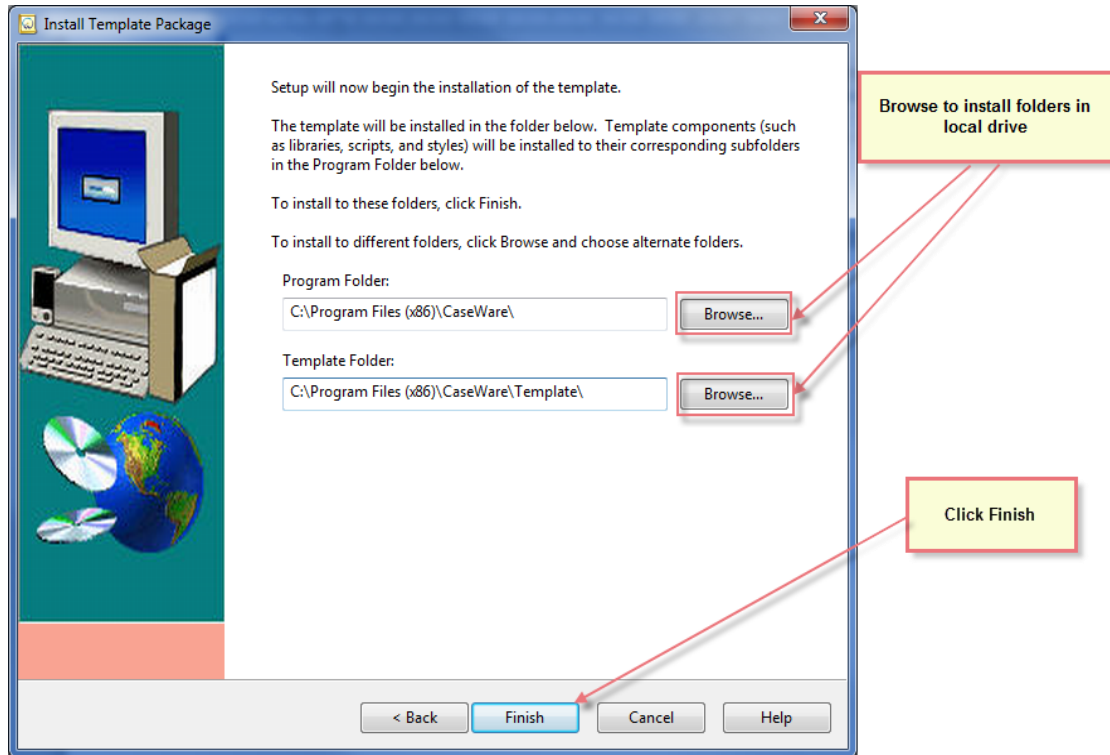 Install Template Package
Setup will now begin the installation of the template.
The template will be installed in the folder below.  Template components (such
as libraries, scripts, and styles) will be installed to their corresponding subfolders
in the Program Folder below.
To install to these folders, click Finish.
To install to different folders, click Browse and choose alternate folders.
Program Folder:
C:\Program Files (x86)\CaseWare\
Browse...
Template Folder:
C:\Program Files (x86)\CaseWare\Template\
Browse...
Browse to install folders in
local drive
Click Finish
< Back
Finish
Cancel
Help